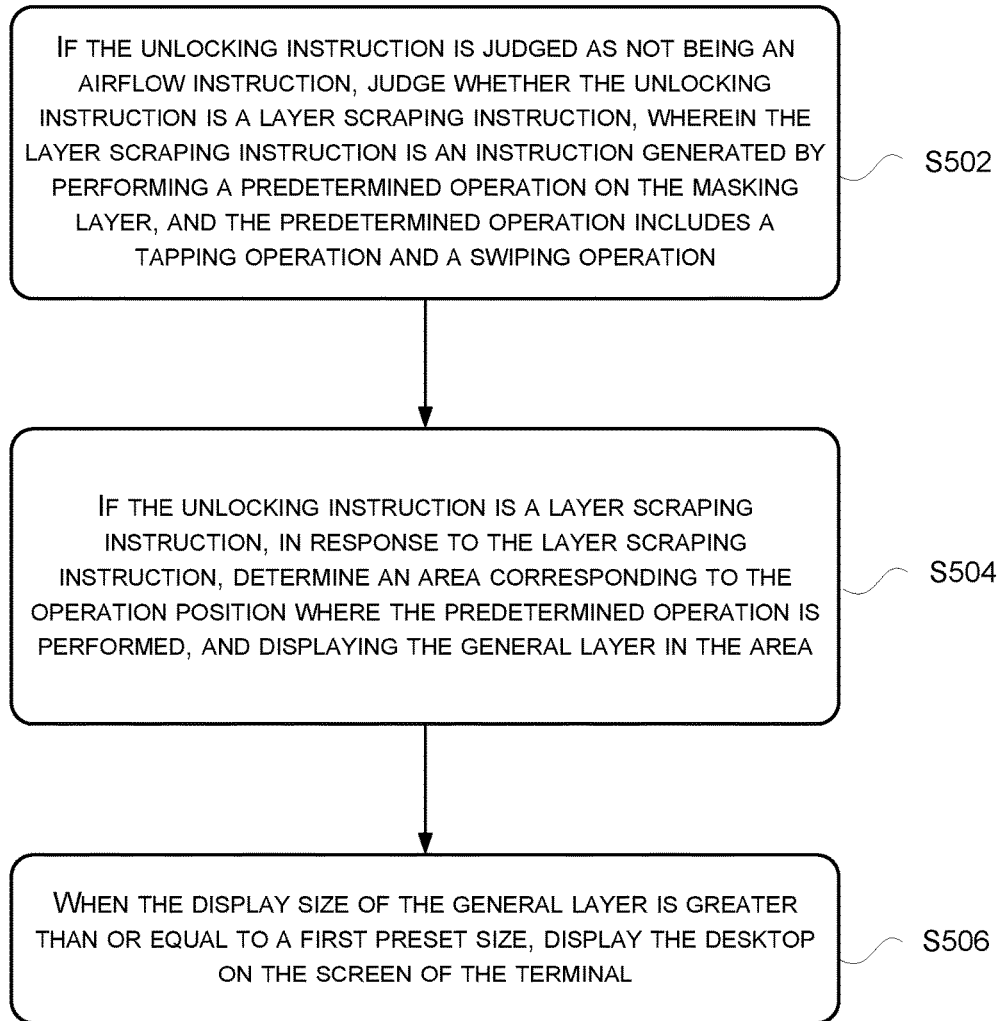 IF THE UNLOCKING INSTRUCTION IS JUDGED AS NOT BEING AN
AIRFLOW INSTRUCTION, JUDGE WHETHER THE UNLOCKING
INSTRUCTION IS A LAYER SCRAPING INSTRUCTION, WHEREIN THE
LAYER SCRAPING INSTRUCTION IS AN INSTRUCTION GENERATED BY
PERFORMING A PREDETERMINED OPERATION ON THE MASKING
LAYER, AND THE PREDETERMINED OPERATION INCLUDES A
TAPPING OPERATION AND A SWIPING OPERATION
S502
IF THE UNLOCKING INSTRUCTION IS A LAYER SCRAPING
INSTRUCTION, IN RESPONSE TO THE LAYER SCRAPING
INSTRUCTION, DETERMINE AN AREA CORRESPONDING TO THE
OPERATION POSITION WHERE THE PREDETERMINED OPERATION IS
PERFORMED, AND DISPLAYING THE GENERAL LAYER IN THE AREA
S504
WHEN THE DISPLAY SIZE OF THE GENERAL LAYER IS GREATER
THAN OR EQUAL TO A FIRST PRESET SIZE, DISPLAY THE DESKTOP
ON THE SCREEN OF THE TERMINAL
S506